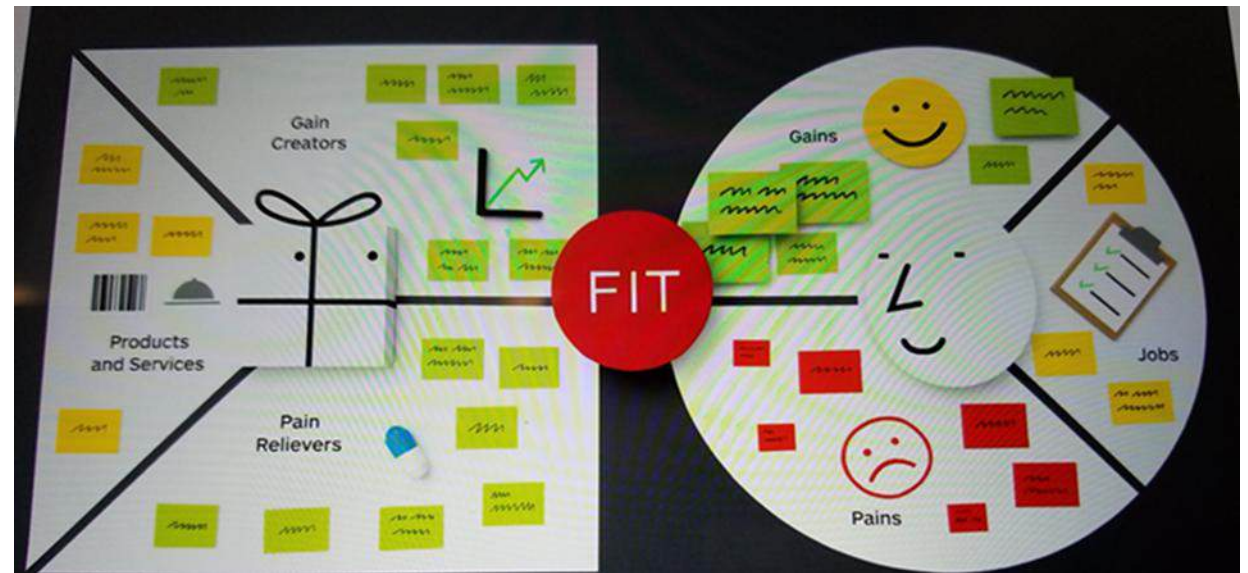 Gain
Creators
Products
and Services
Pain
Relievers
FIT
Gains
Jobs
Pains